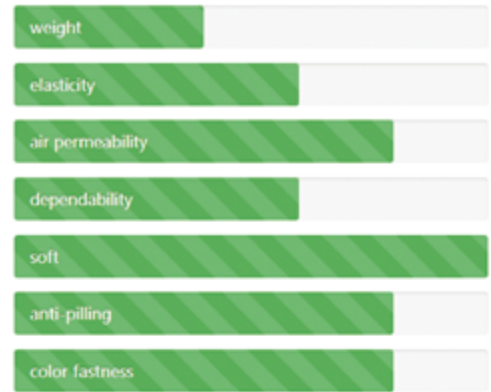 weight
elasticity
air permeability
dependability
soft
anti-pilling
color fastness